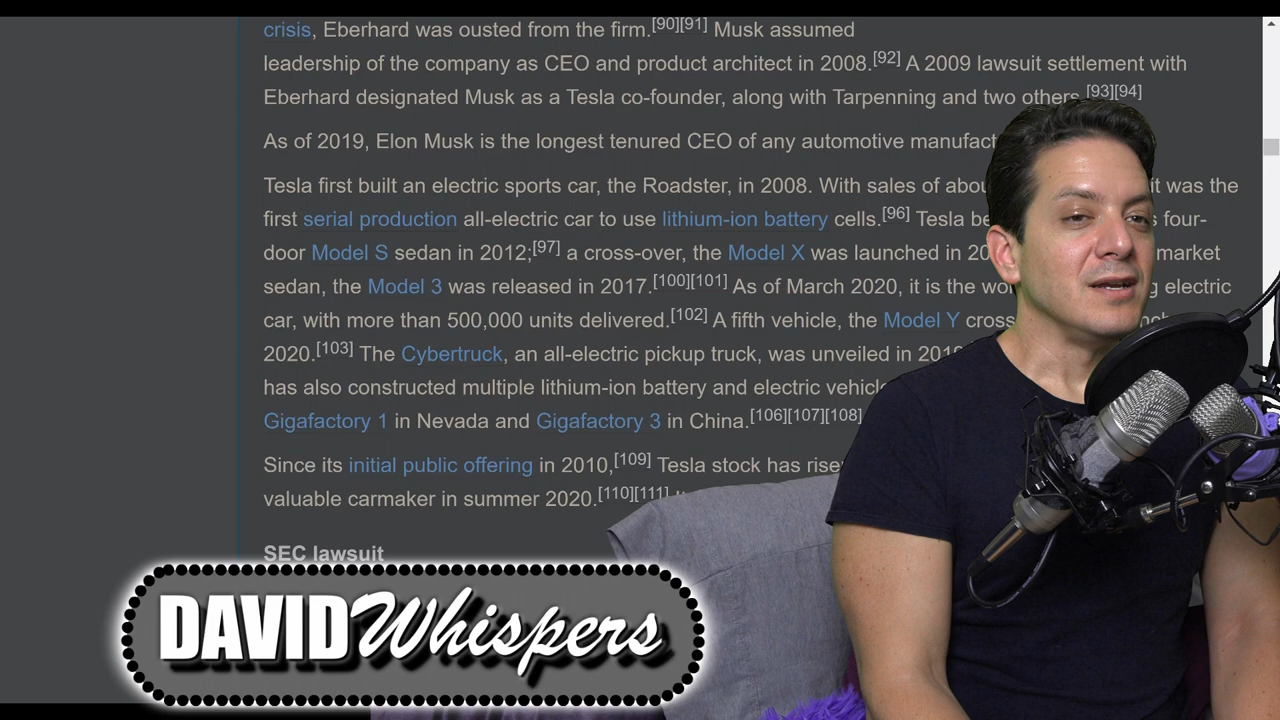 crisis, Eberhard was ousted from the firm.[90][91] Musk assumed
leadership of the company as CEO and product architect in 2008.[92] A 2009 lawsuit settlement with
Eberhard designated Musk as a Tesla co-founder, along with Tarpenning and two others.[93][94]
As of 2019, Elon Musk is the longest tenured CEO of any automotive
Tesla first built an electric sports car, the Roadster, in 2008. With sales of it was the
first serial production all-electric car to use lithium-ion battery cells.[96] Tesla four-
door Model S sedan in 2012;[97] a cross-over, the Model X was launched in market
sedan, the Model 3 was released in 2017.[100][101] As of March 2020, it is the electric
car, with more than 500,000 units delivered.[102] A fifth vehicle, the Model Y
2020.[103] The Cybertruck, an all-electric pickup truck, was unveiled in
has also constructed multiple lithium-ion battery and electric
Gigafactory 1 in Nevada and Gigafactory 3 in China.[106][107][108]
Since its initial public offering in 2010,[109] Tesla stock has
valuable carmaker in summer 2020.[110][111]
SEC lawsuit
DAVID Whispers